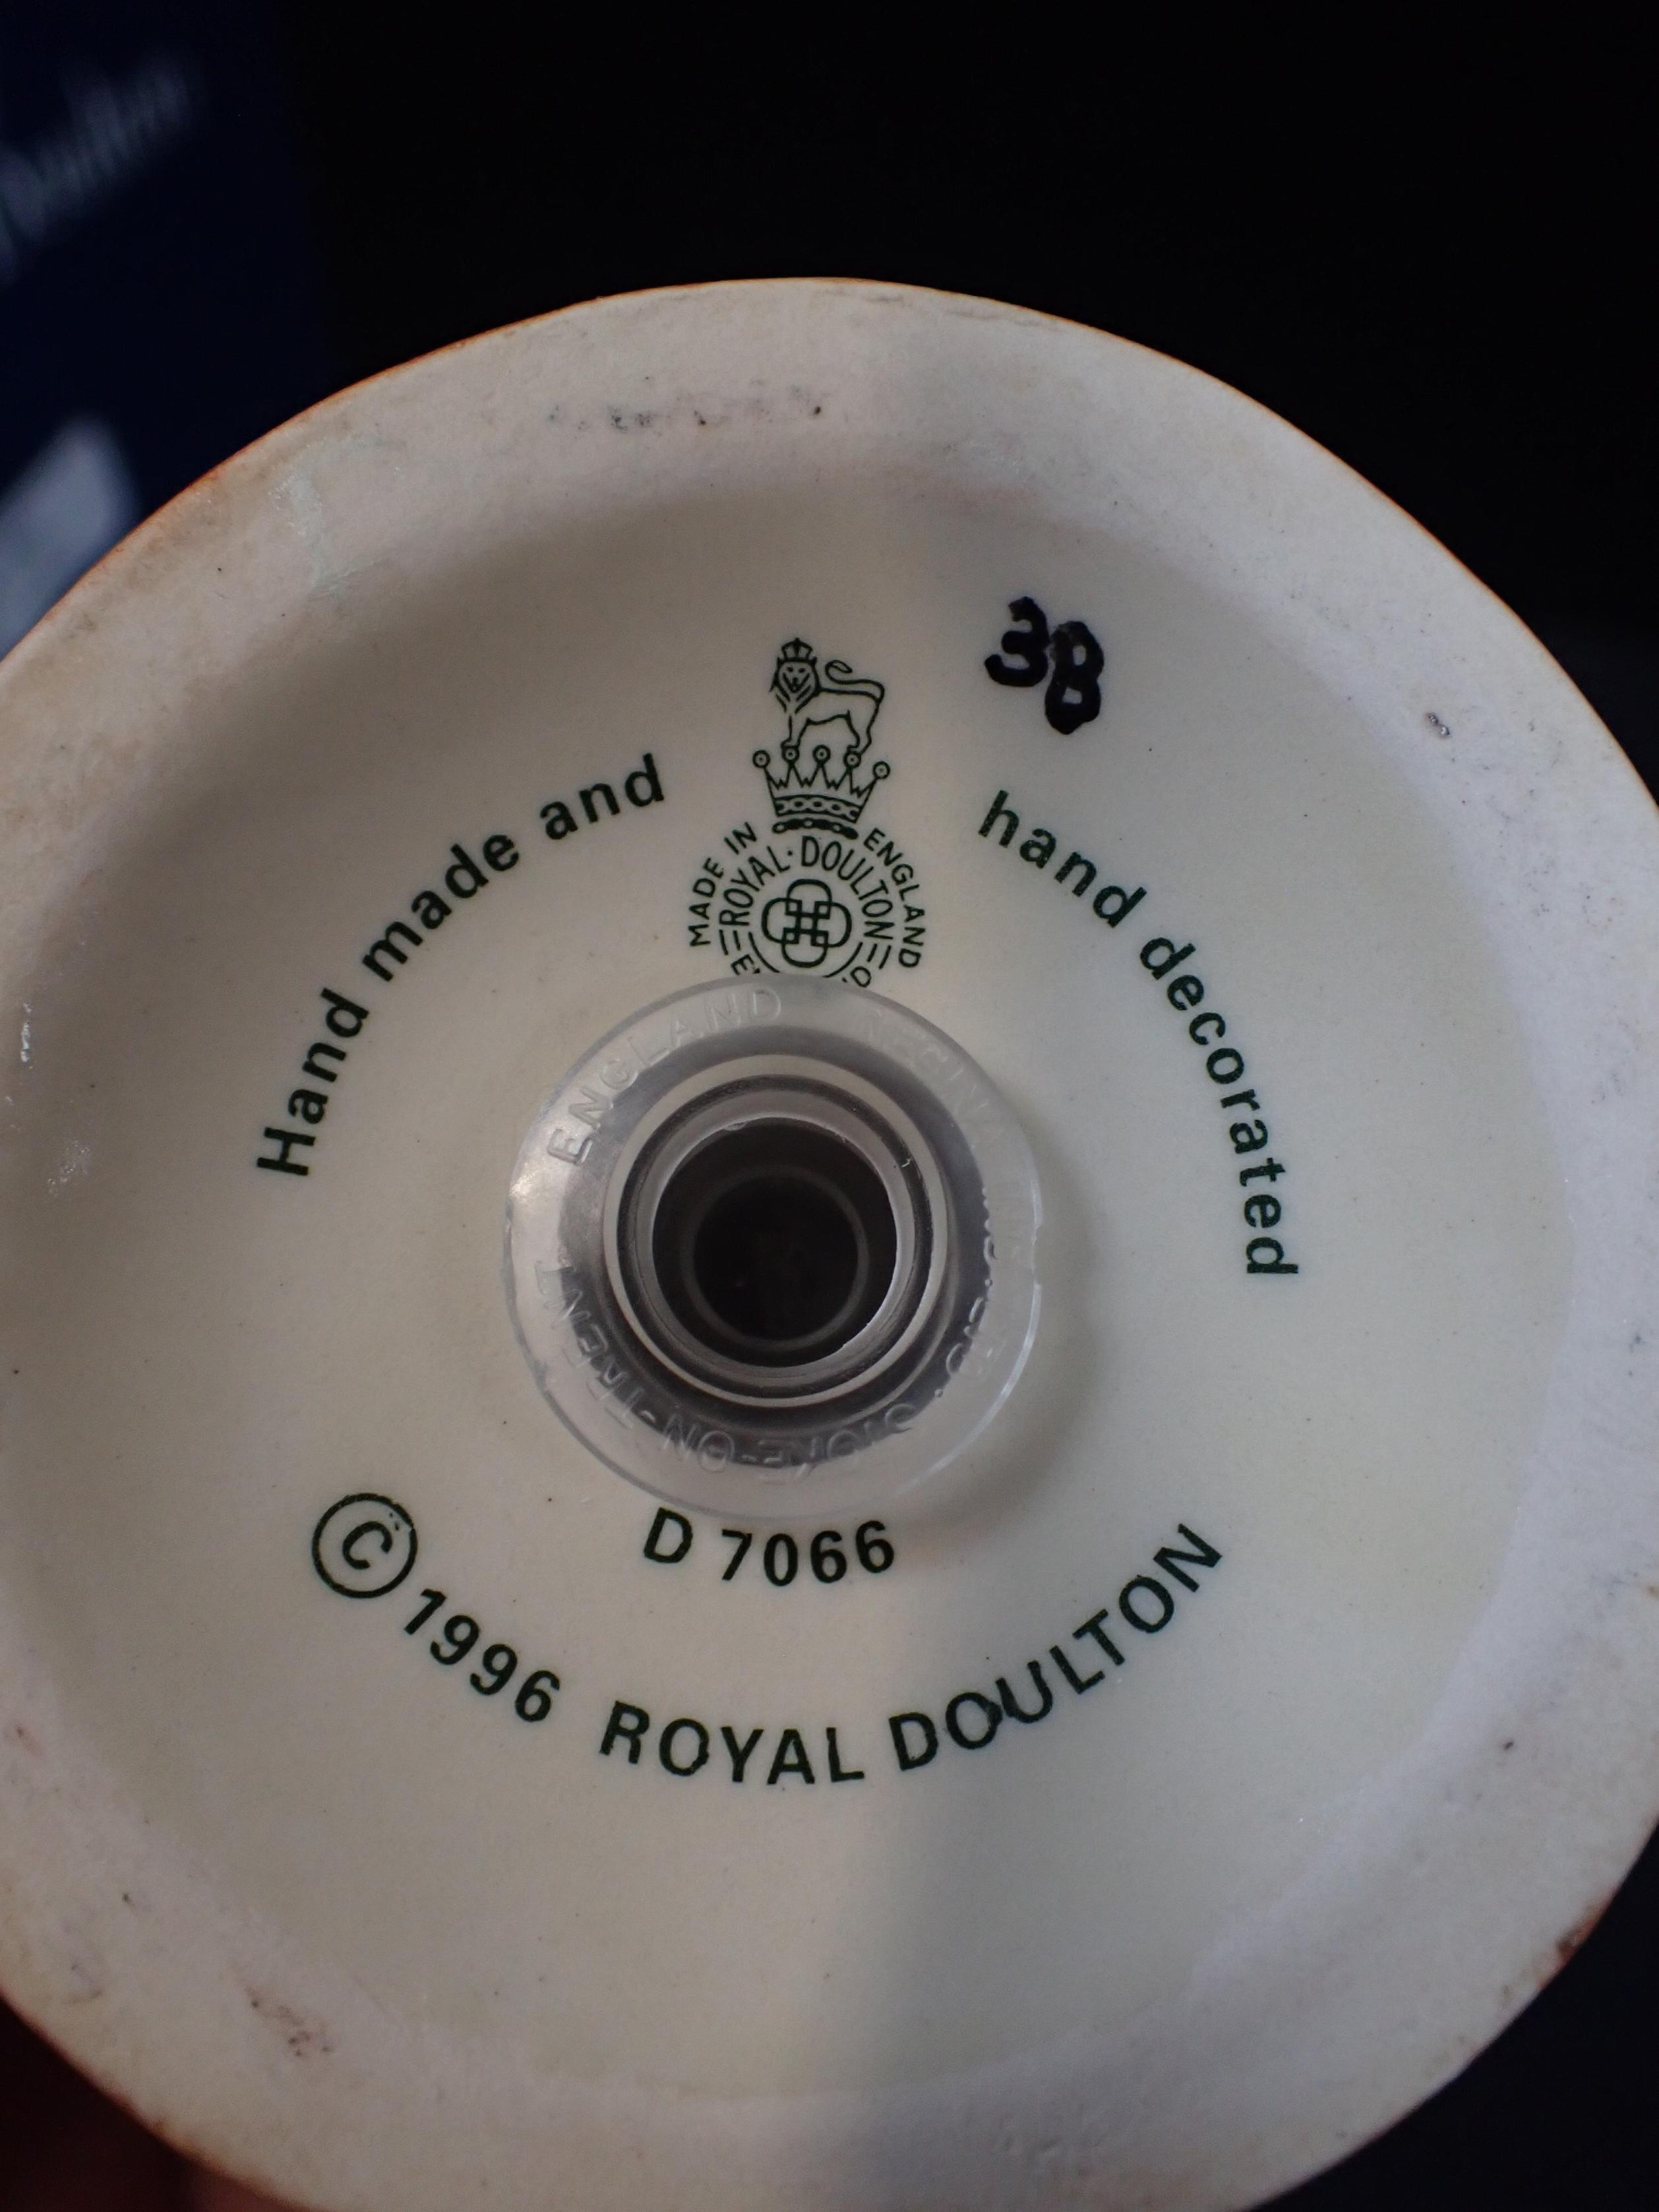 Doulton
38
Hand made and
hand decorated
MADE IN ENGLAND
ROYAL·DOULTON
ENGLAND
STOKE-ON-TRENT
D 7066
© 1996 ROYAL DOULTON